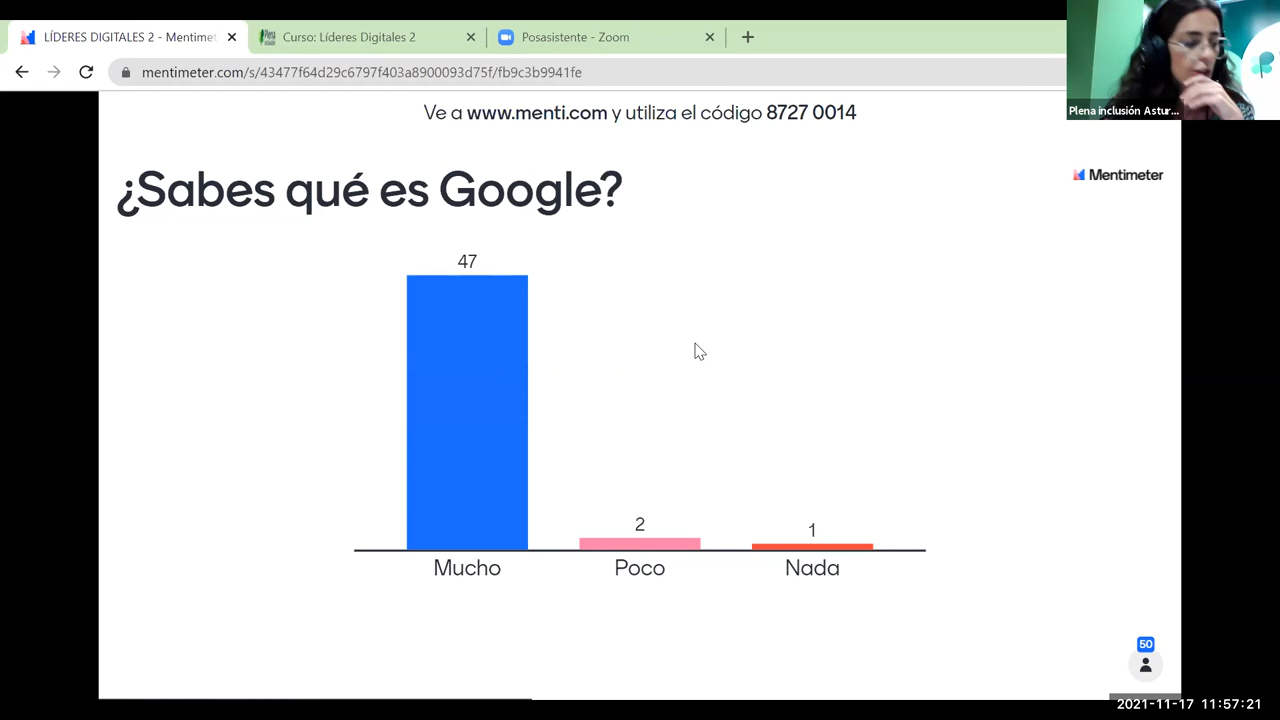 LÍDERES DIGITALES 2 - Mentimet
Curso: Líderes Digitales 2
Posasistente - Zoom
mentimeter.com/s/43477f64d29c6797f403a8900093d75f/fb9c3b9941fe
Plena inclusión Astur...
Ve a www.menti.com y utiliza el código 8727 0014
¿Sabes qué es Google?
Mentimeter
47
2
1
Mucho
Poco
Nada
50
2021-11-17 11:57:21